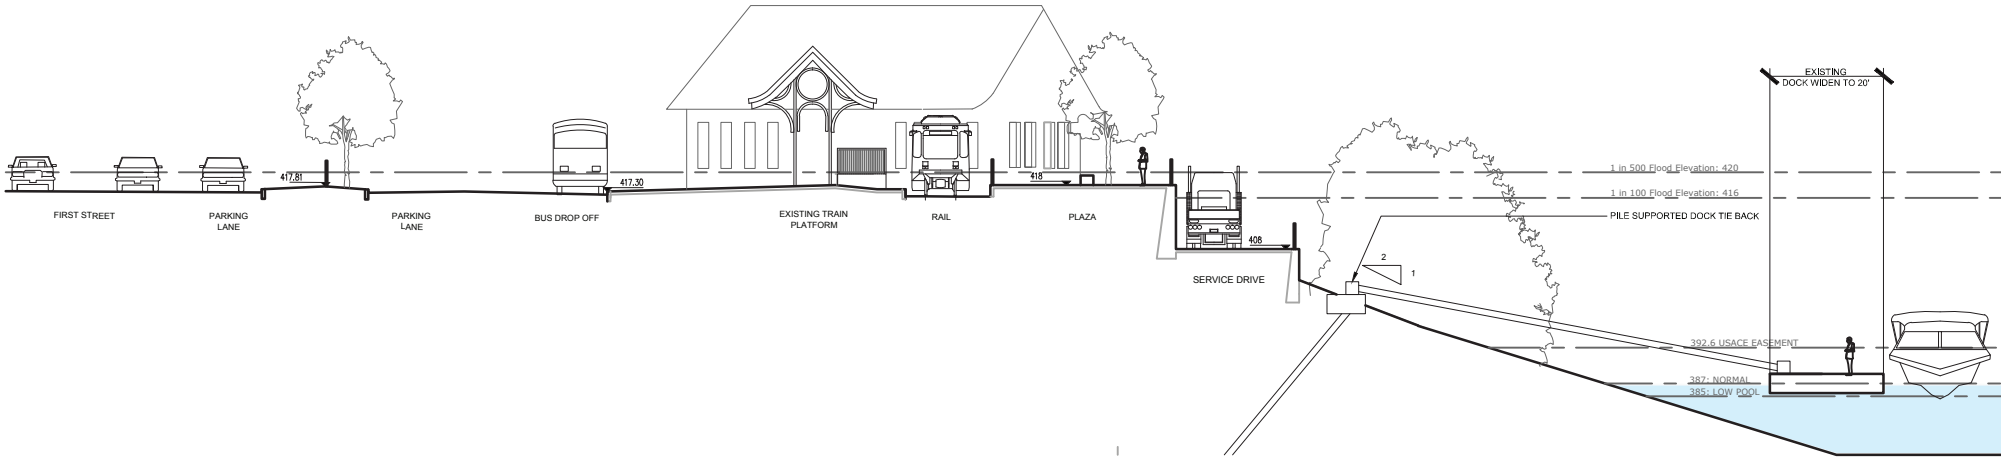 EXISTING
DOCK WIDEN TO 20'
1 in 500 Flood Elevation: 420
417.81
417.30
418
1 in 100 Flood Elevation: 416
FIRST STREET
PARKING
LANE
PARKING
LANE
BUS DROP OFF
EXISTING TRAIN
PLATFORM
RAIL
PLAZA
PILE SUPPORTED DOCK TIE BACK
408
SERVICE DRIVE
2
1
392.6 USACE EASEMENT
387: NORMAL
385: LOW POOL